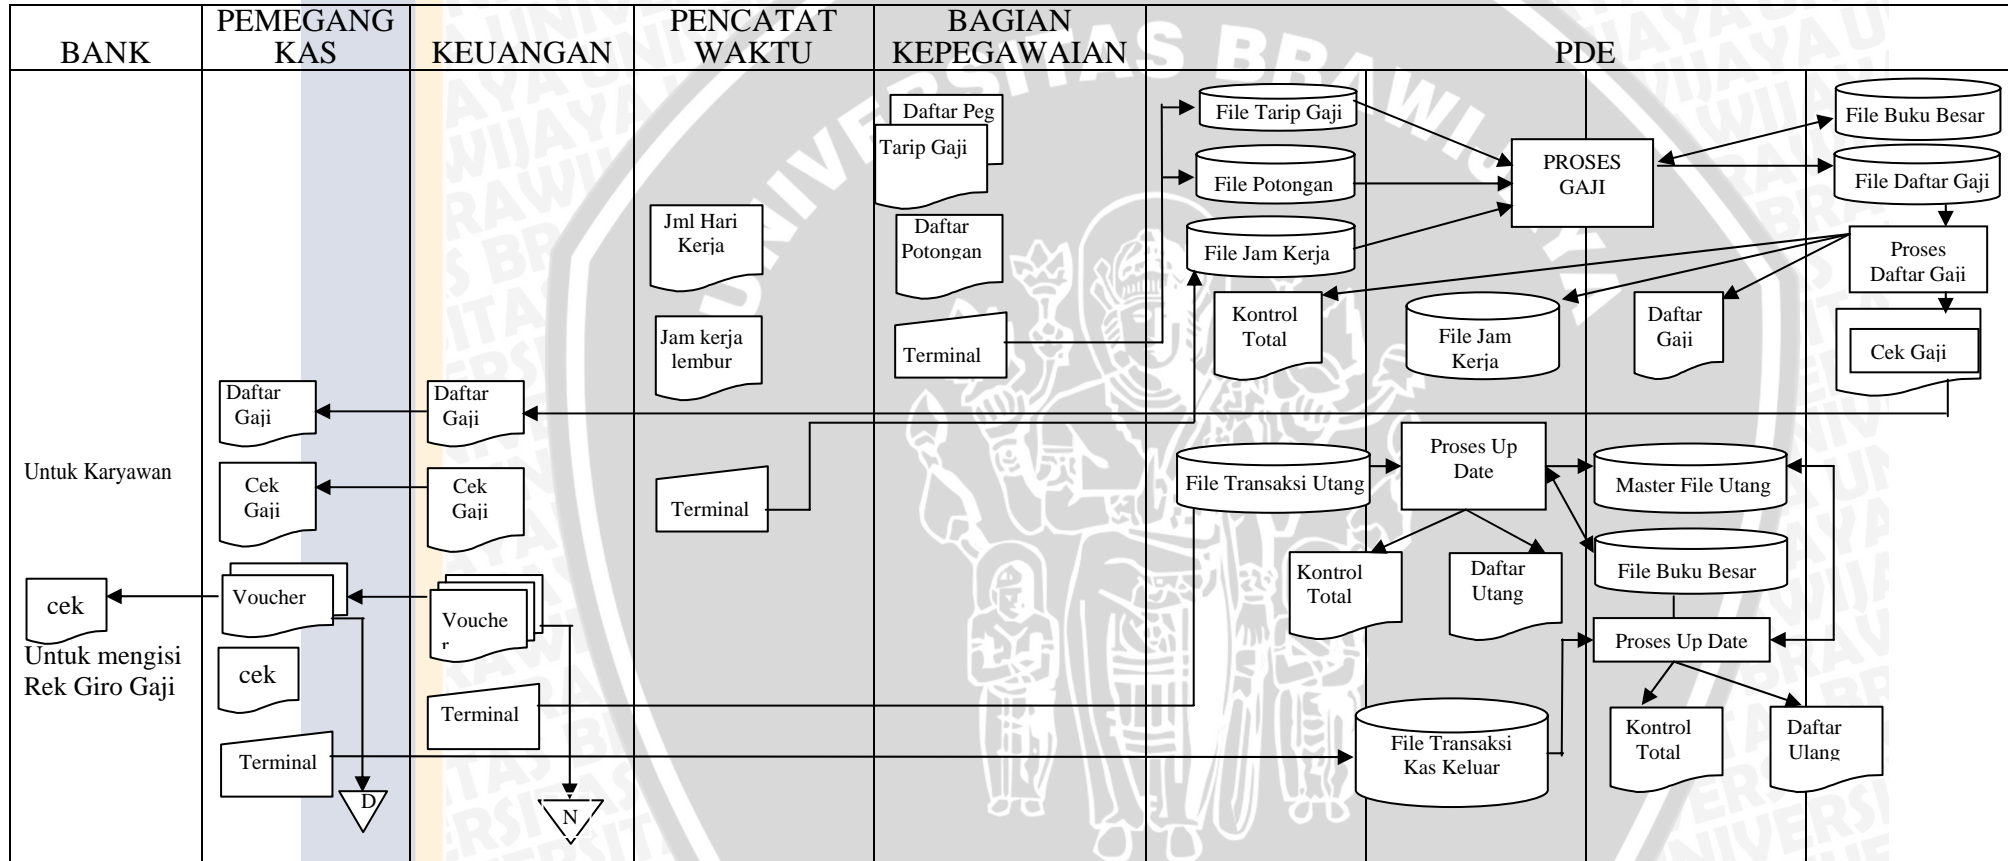 BANK
PEMEGANG
KAS
KEUANGAN
PENCATAT
WAKTU
BAGIAN
KEPEGAWAIAN
PDE
UNIVERSITAS BRAWIJAYA
Daftar Peg
Tarip Gaji
File Tarip Gaji
File Potongan
File Jam Kerja
PROSES
GAJI
File Buku Besar
File Daftar Gaji
Jml Hari
Kerja
Daftar
Potongan
Proses
Daftar Gaji
Jam kerja
lembur
Terminal
Kontrol
Total
File Jam
Kerja
Daftar
Gaji
Cek Gaji
Daftar
Gaji
Daftar
Gaji
Untuk Karyawan
Cek
Gaji
Cek
Gaji
Terminal
File Transaksi Utang
Proses Up
Date
Master File Utang
Kontrol
Total
Daftar
Utang
File Buku Besar
cek
Voucher
Vouche
r
Proses Up Date
Untuk mengisi
Rek Giro Gaji
cek
Terminal
Terminal
File Transaksi
Kas Keluar
Kontrol
Total
Daftar
Ulang
D
N